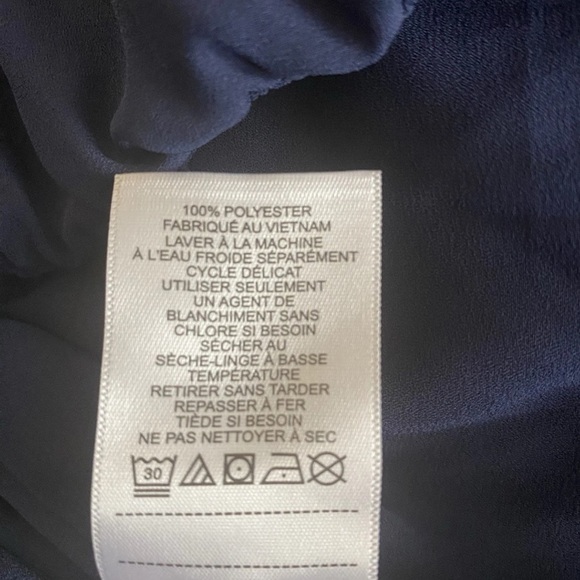 100% POLYESTER
FABRIQUÉ AU VIETNAM
LAVER À LA MACHINE
À L'EAU FROIDE SÉPARÉMENT
CYCLE DÉLICAT
UTILISER SEULEMENT
UN AGENT DE
BLANCHIMENT SANS
CHLORE SI BESOIN
SÉCHER AU
SÈCHE-LINGE À BASSE
TEMPÉRATURE
RETIRER SANS TARDER
REPASSER À FER
TIÈDE SI BESOIN
NE PAS NETTOYER À SEC
30